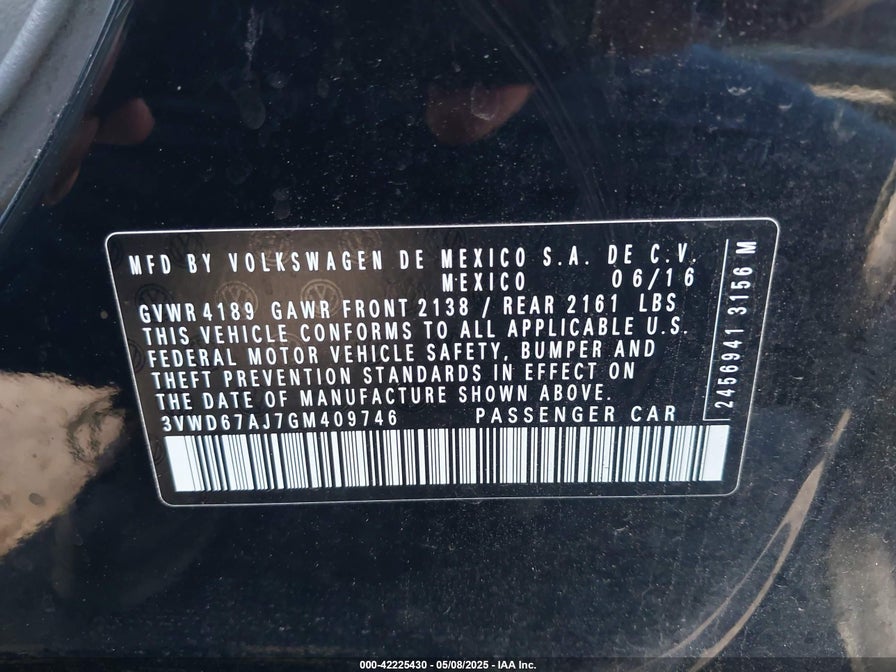 MFD BY VOLKSWAGEN DE MEXICO S.A. DE C.V.
MEXICO 06/16
GVWR 4189 GAWR FRONT 2138 / REAR 2161 LBS
THIS VEHICLE CONFORMS TO ALL APPLICABLE U.S.
FEDERAL MOTOR VEHICLE SAFETY, BUMPER AND
THEFT PREVENTION STANDARDS IN EFFECT ON
THE DATE OF MANUFACTURE SHOWN ABOVE.
3VWD67AJ7GM409746 PASSENGER CAR
2456941 3156 M
000-42225430 - 05/08/2025 - IAA Inc.